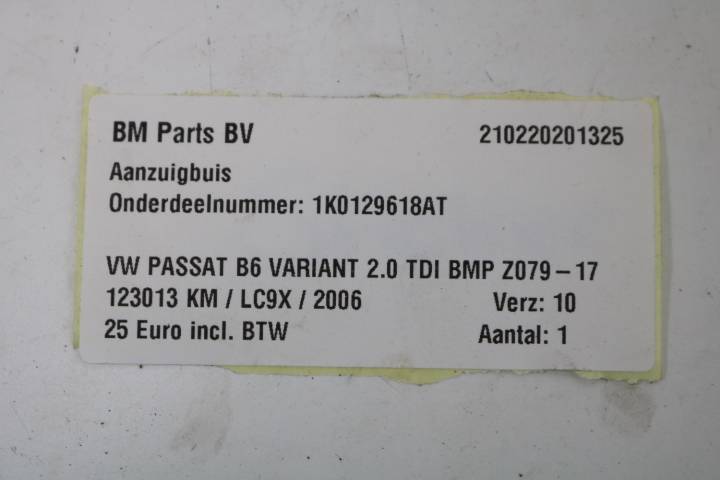 BM Parts BV 210220201325
Aanzuigbuis
Onderdeelnummer: 1K0129618AT
VW PASSAT B6 VARIANT 2.0 TDI BMP Z079-17
123013 KM / LC9X / 2006 Verz: 10
25 Euro incl. BTW Aantal: 1